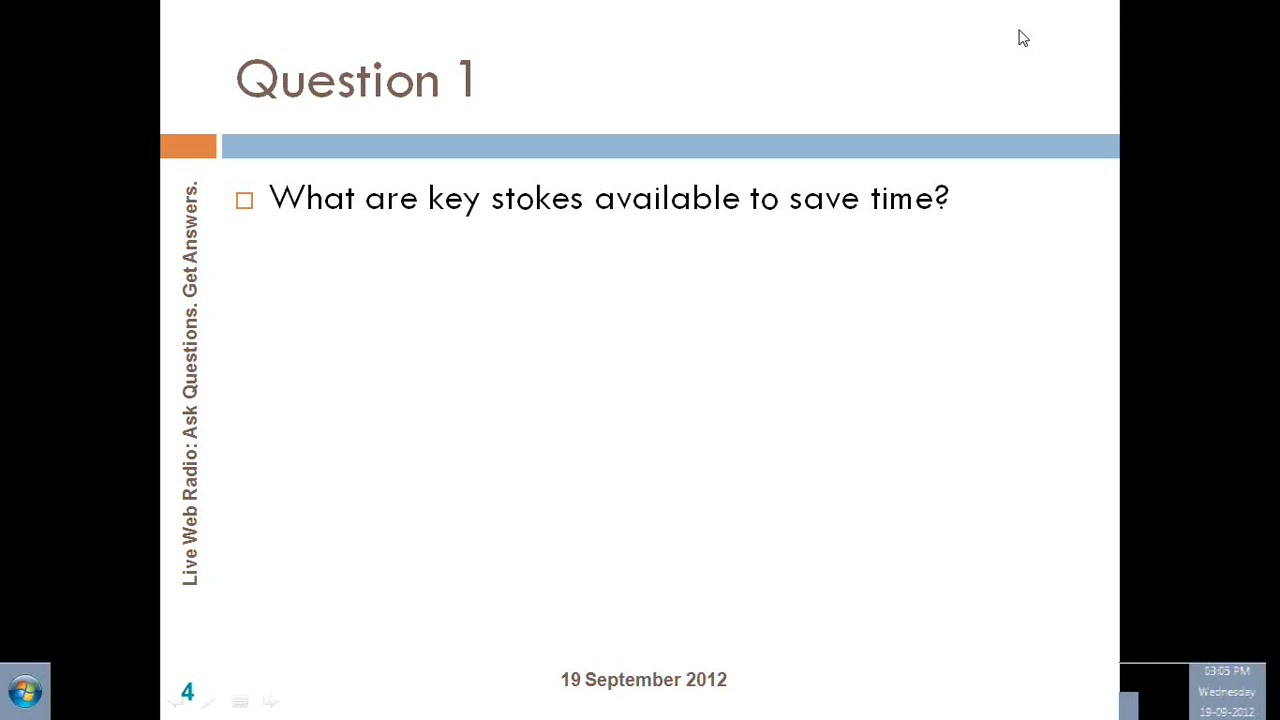 Question 1
What are key stokes available to save time?
Live Web Radio: Ask Questions. Get Answers.
19 September 2012
4
03:05 PM
Wednesday
19-09-2012